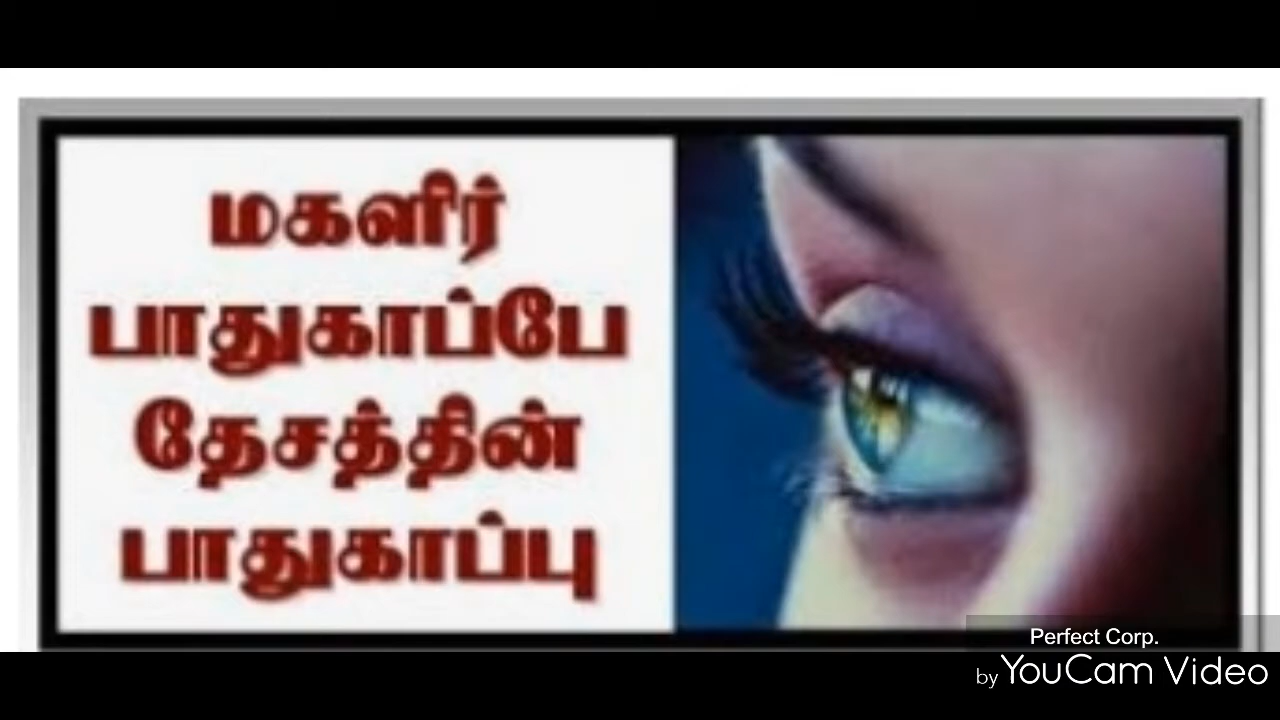 மகளிர்
பாதுகாப்பே
தேசத்தின்
பாதுகாப்பு
Perfect Corp.
by YouCam Video